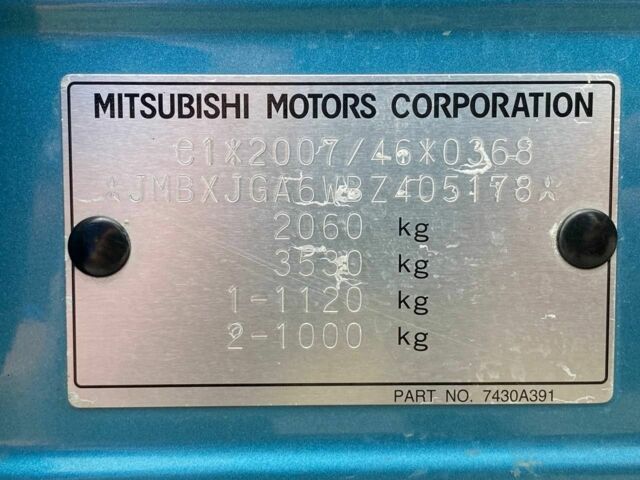 MITSUBISHI MOTORS CORPORATION
e1*2007/46*0368
*JMBXJGA6WBZ405178*
2060 kg
3530 kg
1-1120 kg
2-1000 kg
PART NO. 7430A391